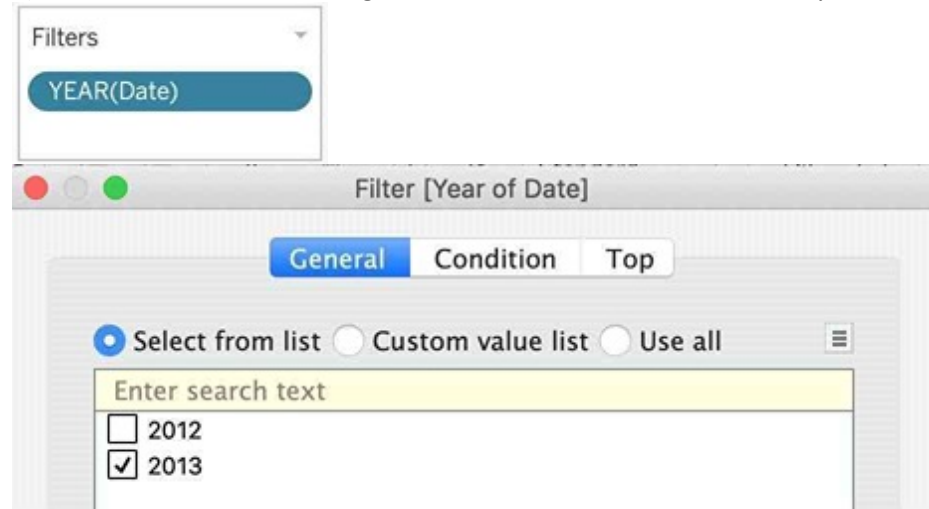 Filters
YEAR(Date)
Filter [Year of Date]
General Condition Top
Select from list Custom value list Use all
Enter search text
2012
2013